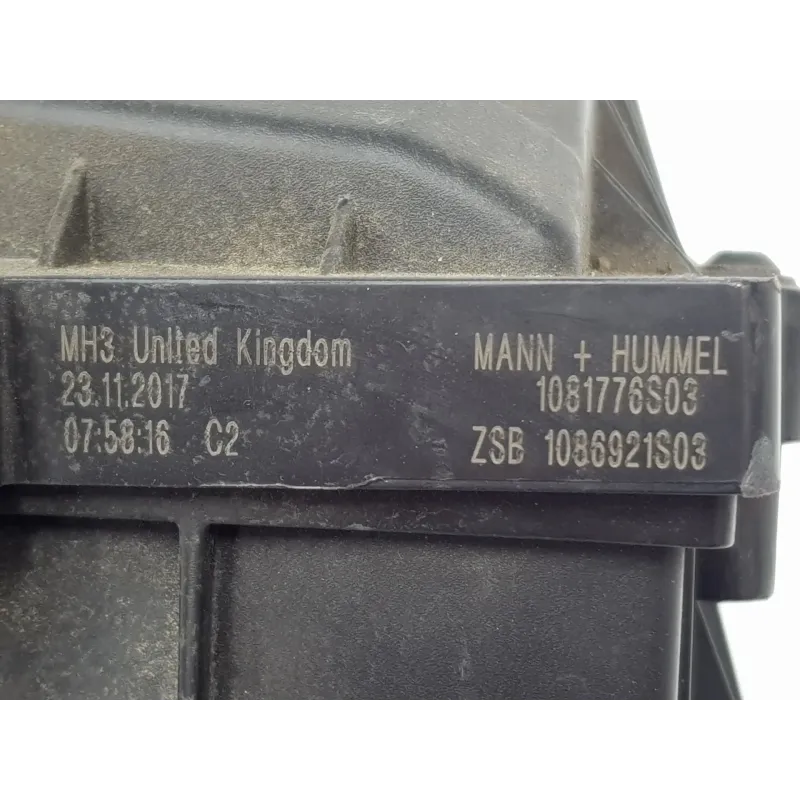 MH3 United Kingdom
23.11.2017
07:58:16 C2
MANN + HUMMEL
1081776S03
ZSB 1086921S03